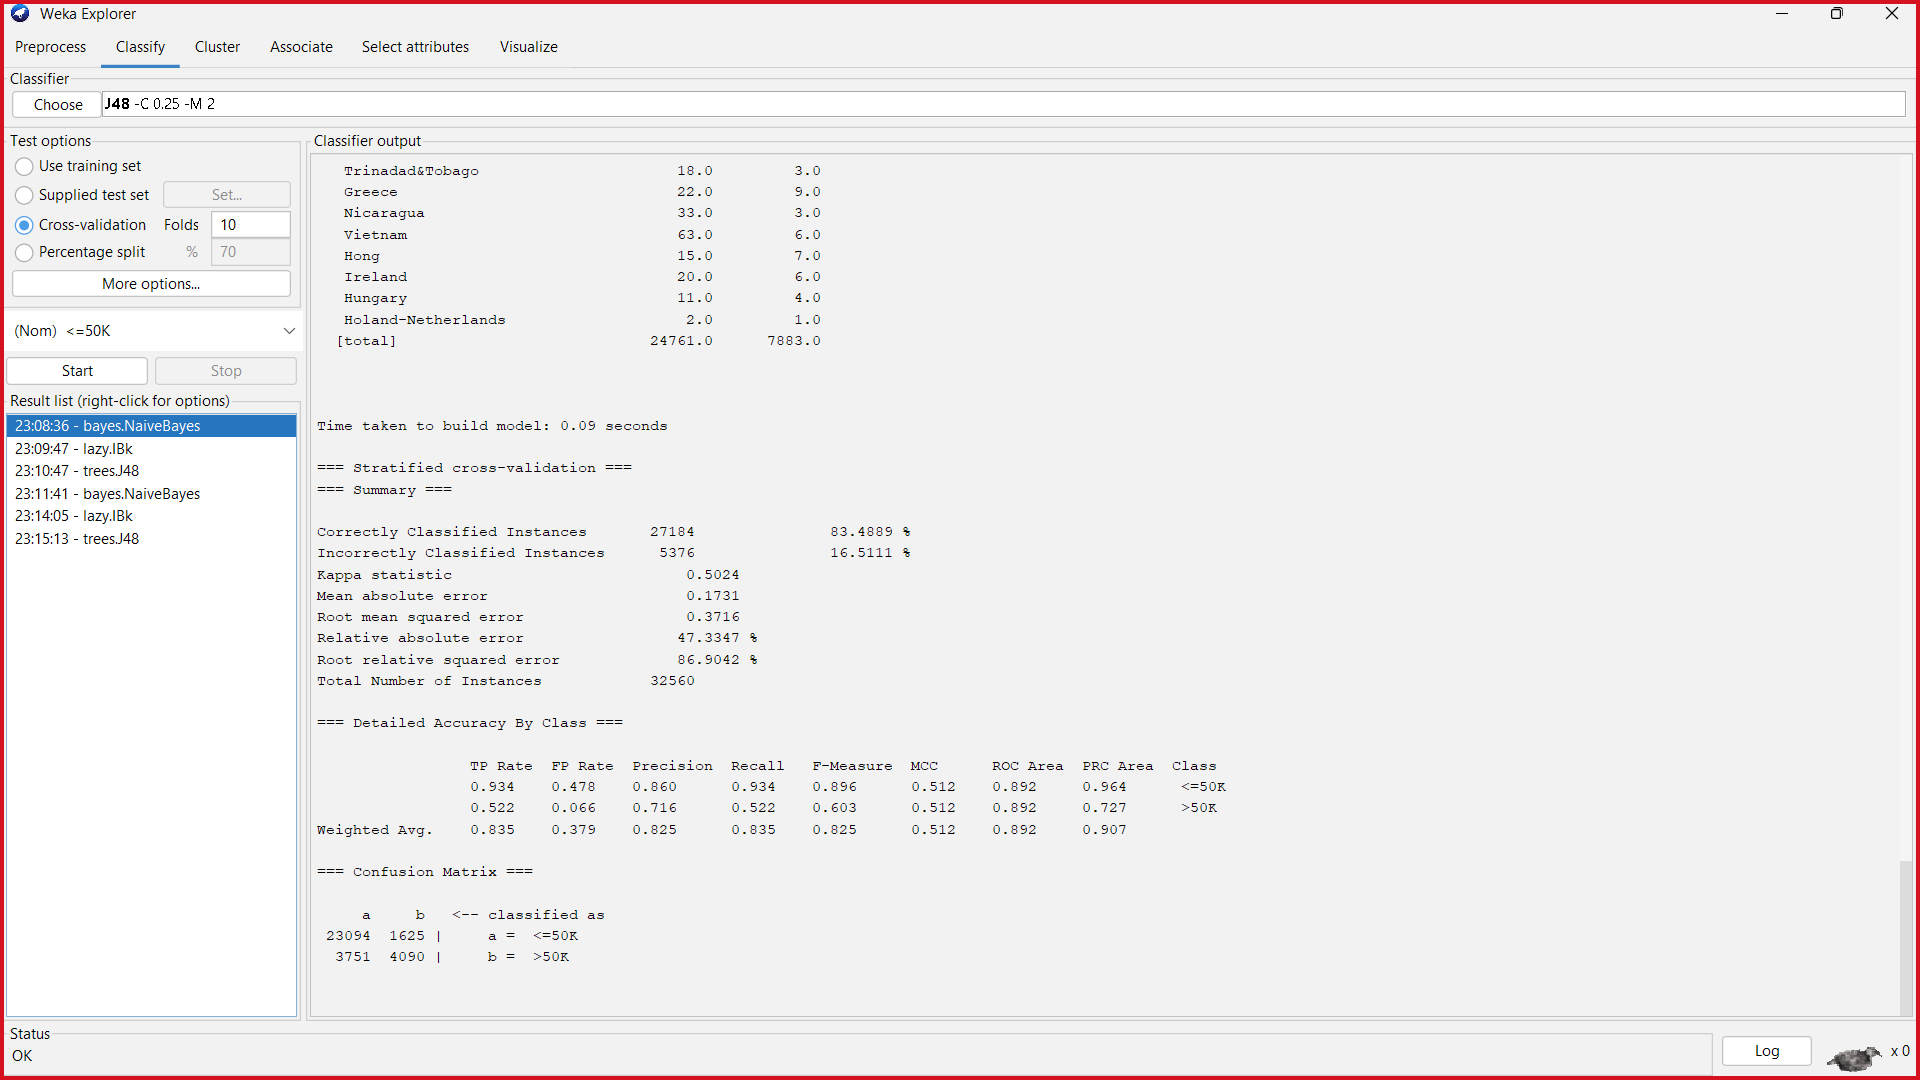 Weka Explorer
Preprocess Classify Cluster Associate Select attributes Visualize
Classifier
Choose J48 -C 0.25 -M 2
Test options
Use training set
Supplied test set Set...
Cross-validation Folds 10
Percentage split % 70
More options...
(Nom) <=50K
Start Stop
Result list (right-click for options)
23:08:36 - bayes.NaiveBayes
23:09:47 - lazy.IBk
23:10:47 - trees.J48
23:11:41 - bayes.NaiveBayes
23:14:05 - lazy.IBk
23:15:13 - trees.J48
Classifier output
Trinadad&Tobago 18.0 3.0
Greece 22.0 9.0
Nicaragua 33.0 3.0
Vietnam 63.0 6.0
Hong 15.0 7.0
Ireland 20.0 6.0
Hungary 11.0 4.0
Holand-Netherlands 2.0 1.0
[total] 24761.0 7883.0
Time taken to build model: 0.09 seconds
=== Stratified cross-validation ===
=== Summary ===
Correctly Classified Instances 27184 83.4889 %
Incorrectly Classified Instances 5376 16.5111 %
Kappa statistic 0.5024
Mean absolute error 0.1731
Root mean squared error 0.3716
Relative absolute error 47.3347 %
Root relative squared error 86.9042 %
Total Number of Instances 32560
=== Detailed Accuracy By Class ===
TP Rate FP Rate Precision Recall F-Measure MCC ROC Area PRC Area Class
0.934 0.478 0.860 0.934 0.896 0.512 0.892 0.964 <=50K
0.522 0.066 0.716 0.522 0.603 0.512 0.892 0.727 >50K
Weighted Avg. 0.835 0.379 0.825 0.835 0.825 0.512 0.892 0.907
=== Confusion Matrix ===
a b <-- classified as
23094 1625 | a = <=50K
3751 4090 | b = >50K
Status
OK
Log x 0